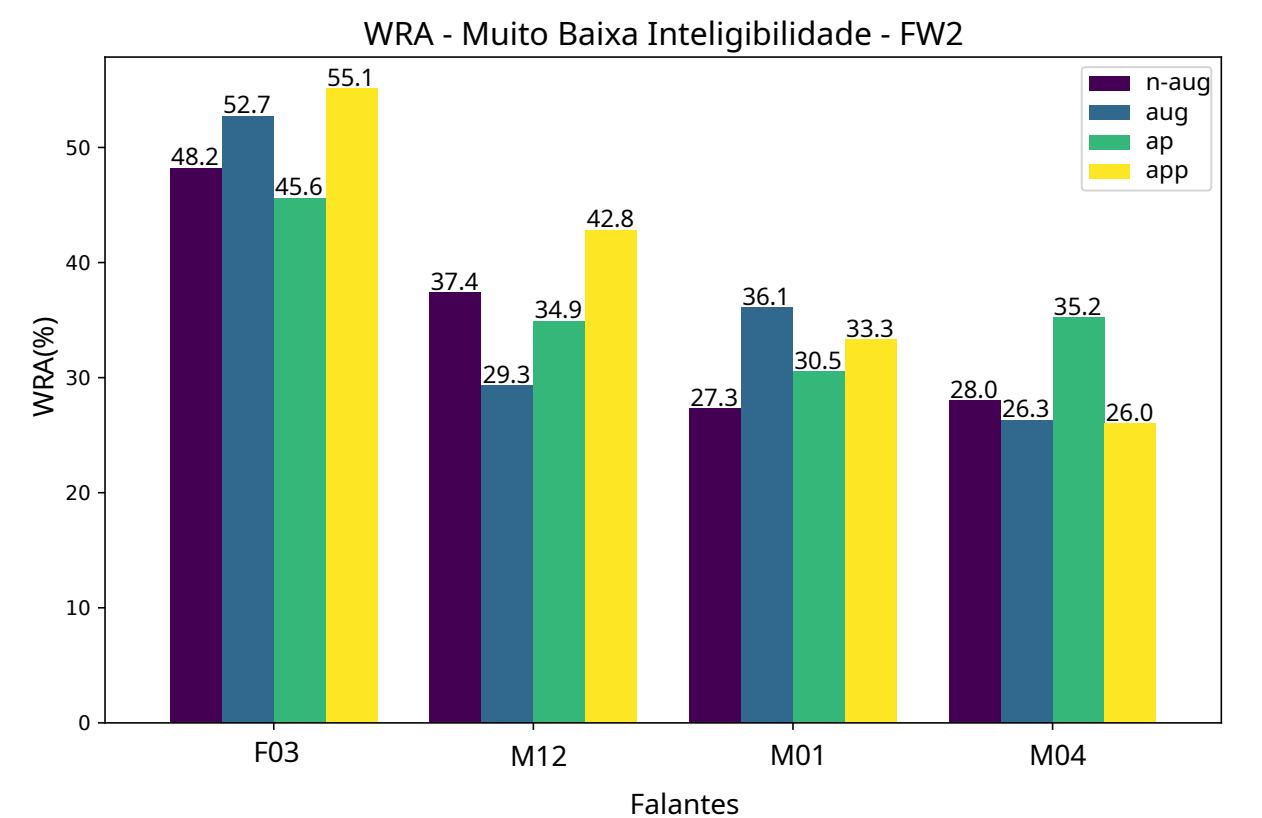 WRA - Muito Baixa Inteligibilidade - FW2
n-aug
aug
ap
app
WRA(%)
50
40
30
20
10
0
48.2
52.7
45.6
55.1
37.4
29.3
34.9
42.8
27.3
36.1
30.5
33.3
28.0
26.3
35.2
26.0
F03
M12
M01
M04
Falantes